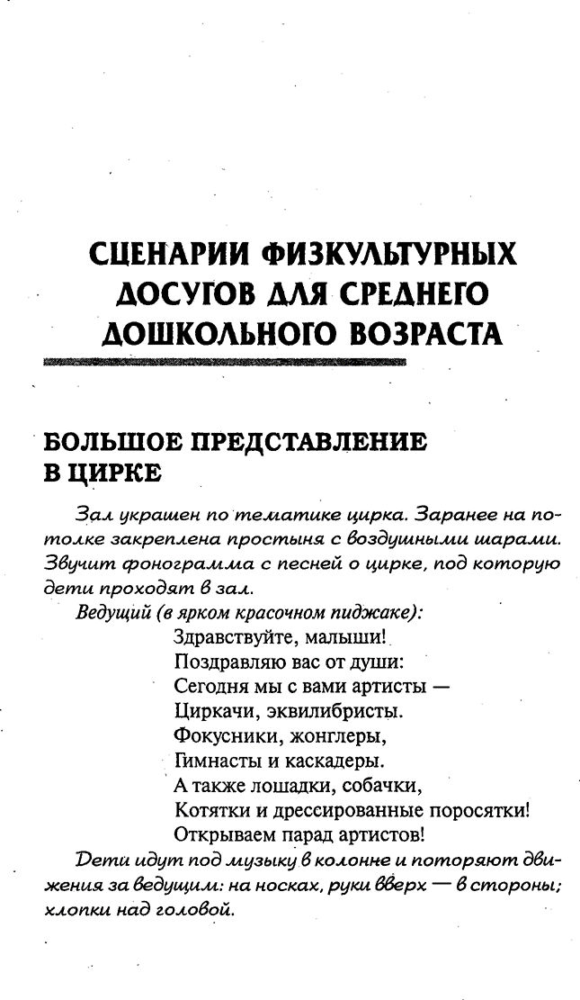 СЦЕНАРИИ ФИЗКУЛЬТУРНЫХ
ДОСУГОВ ДЛЯ СРЕДНЕГО
ДОШКОЛЬНОГО ВОЗРАСТА
БОЛЬШОЕ ПРЕДСТАВЛЕНИЕ
В ЦИРКЕ
Зал украшен по тематике цирка. Заранее на по-
толке закреплена простыня с воздушными шарами.
Звучит фонограмма с песней о цирке, под которую
дети проходят в зал.
Ведущий (в ярком красочном пиджаке):
Здравствуйте, малыши!
Поздравляю вас от души:
Сегодня мы с вами артисты —
Циркачи, эквилибристы.
Фокусники, жонглеры,
Гимнасты и каскадеры.
А также лошадки, собачки,
Котятки и дрессированные поросятки!
Открываем парад артистов!
Дети идут под музыку в колонне и поторяют дви-
жения за ведущим: на носках, руки вверх — в стороны;
хлопки над головой.